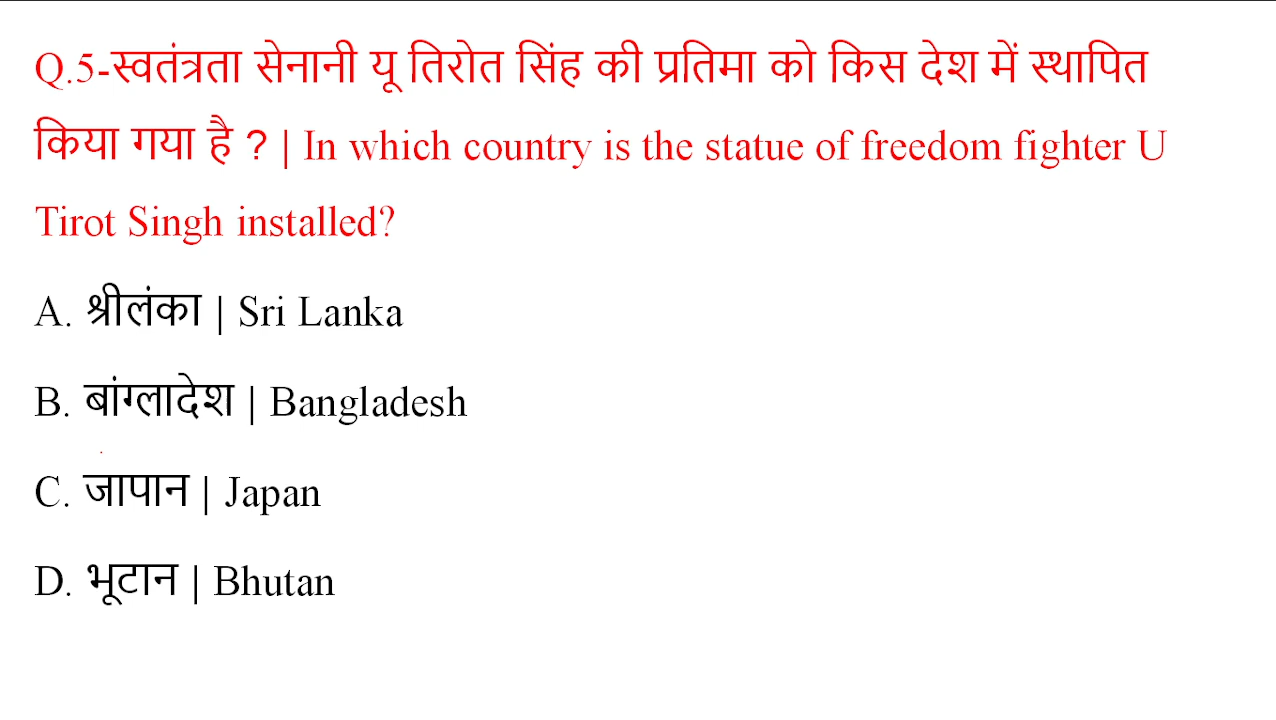 Q.5-स्वतंत्रता सेनानी यू तिरोत सिंह की प्रतिमा को किस देश में स्थापित
किया गया है ? | In which country is the statue of freedom fighter U
Tirot Singh installed?
A. श्रीलंका | Sri Lanka
B. बांग्लादेश | Bangladesh
C. जापान | Japan
D. भूटान | Bhutan